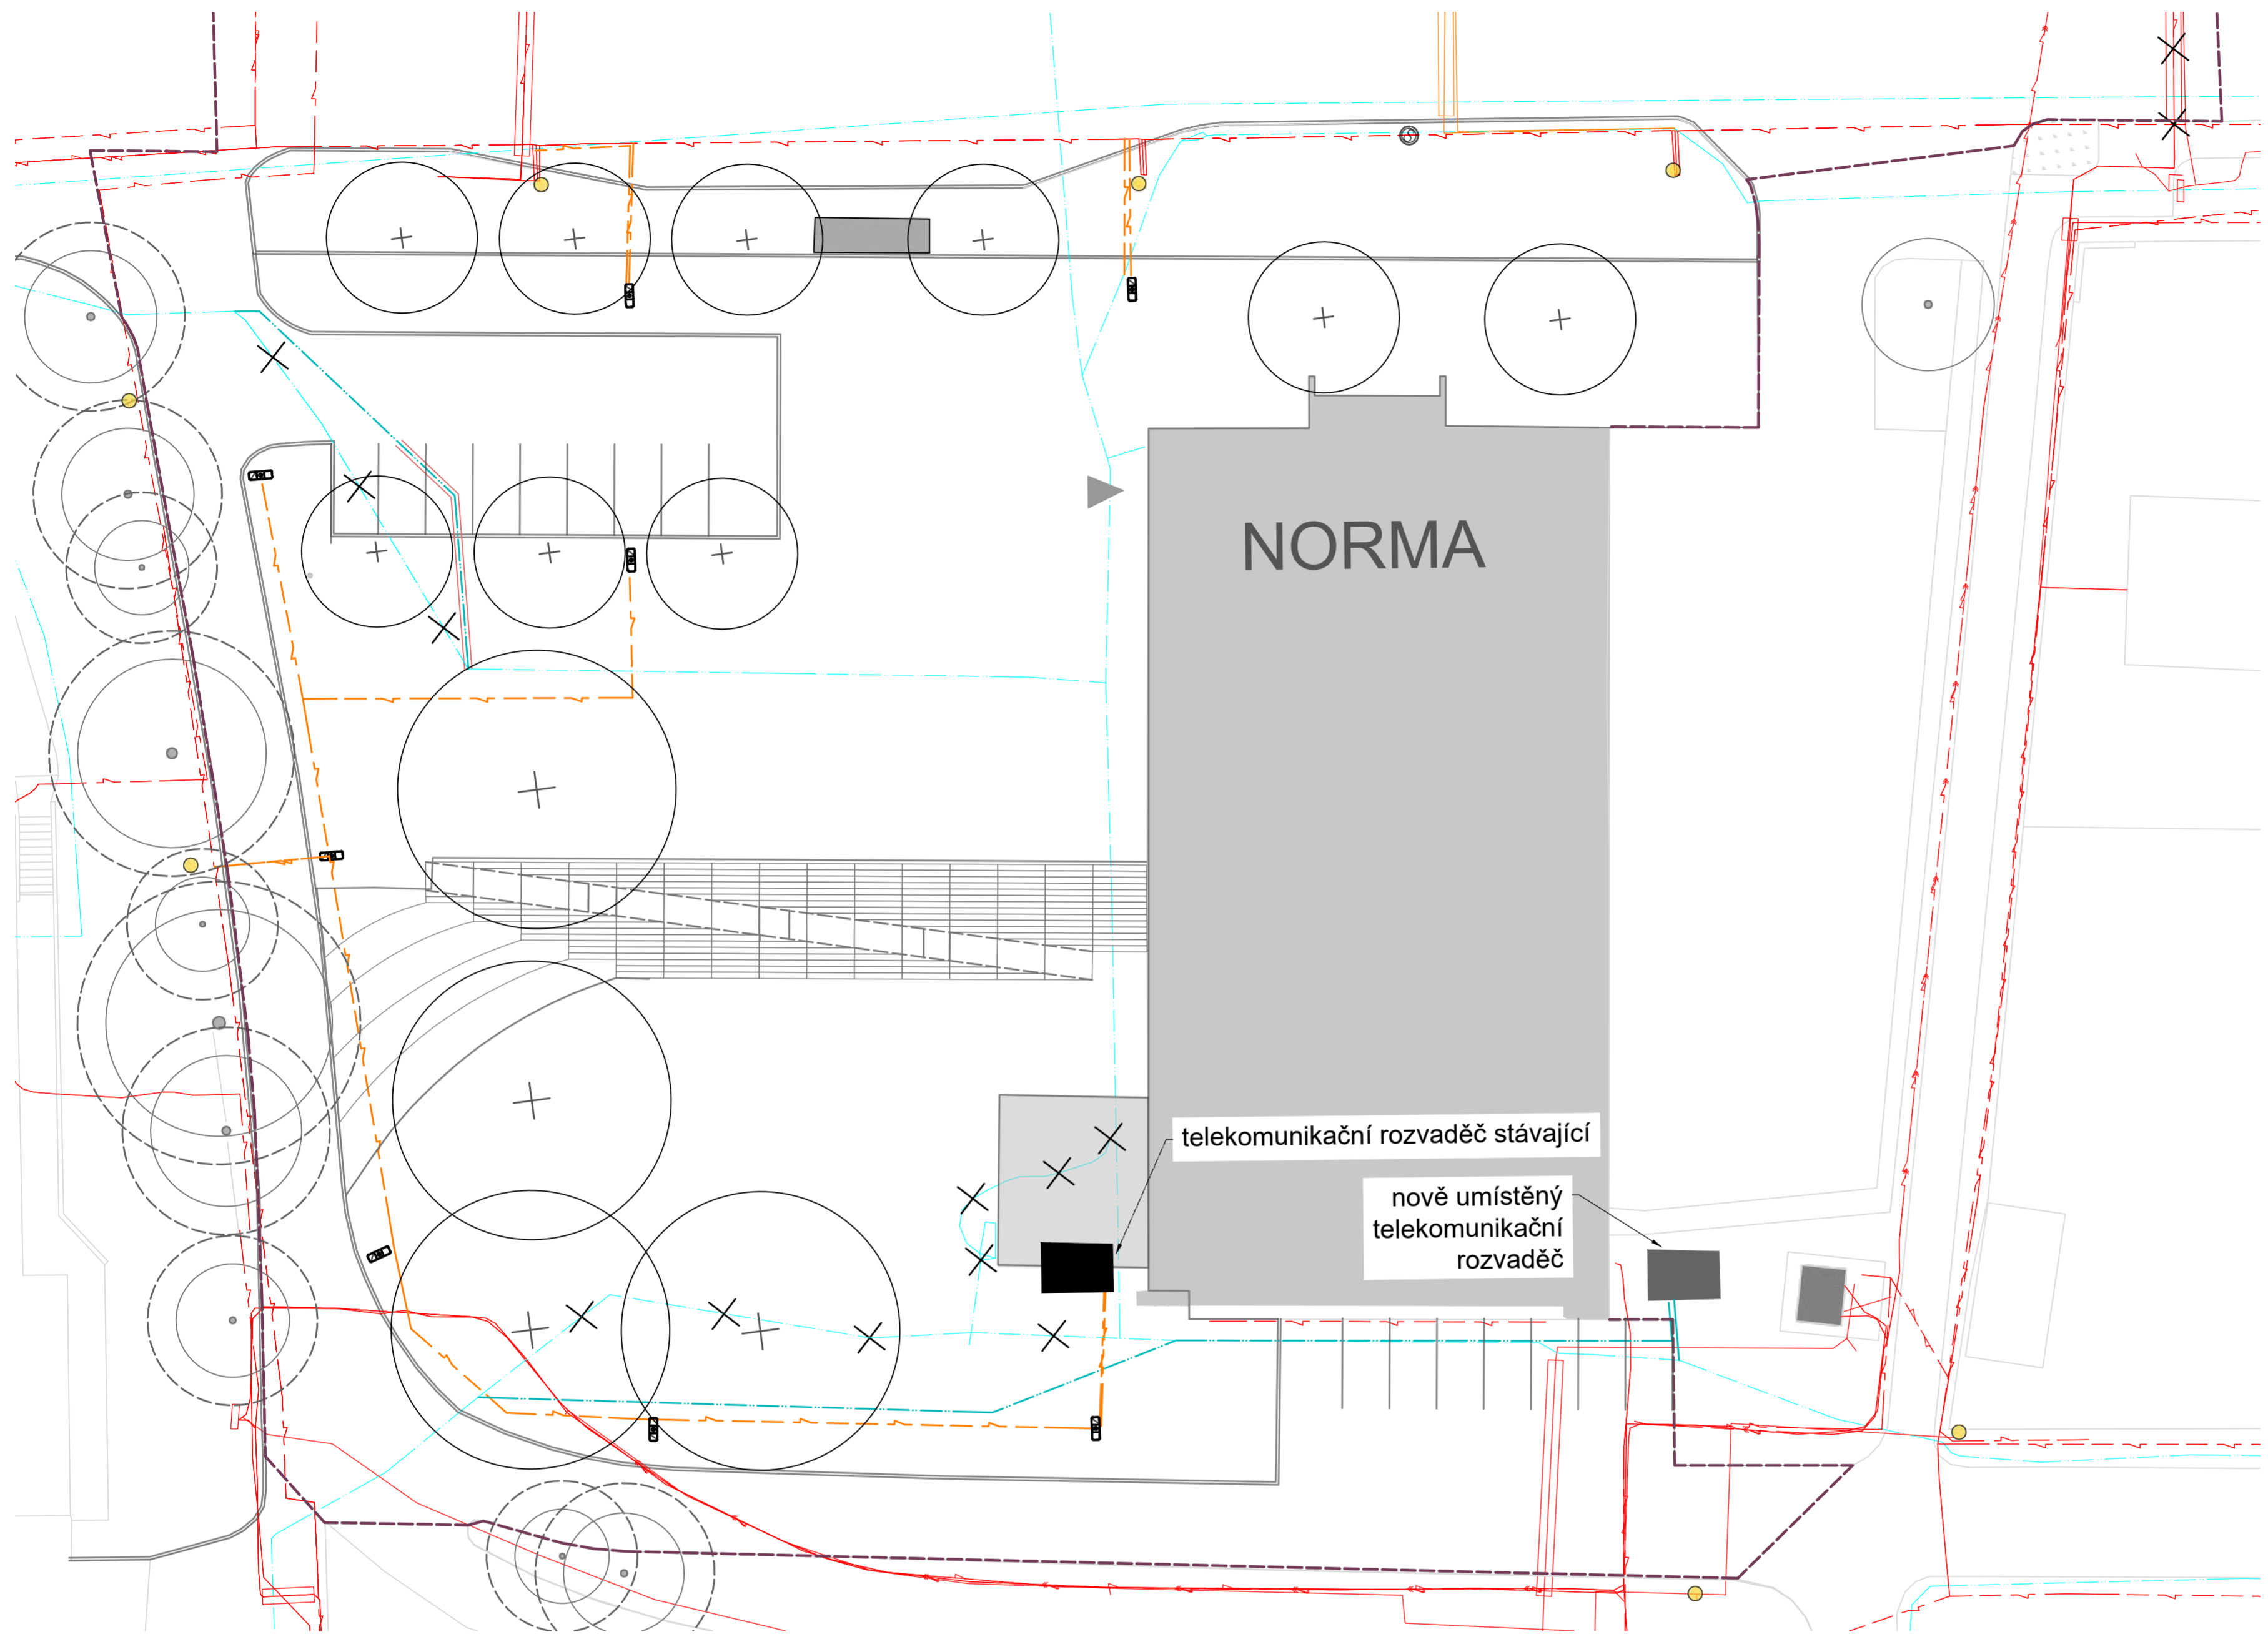 NORMA
telekomunikační rozvaděč stávající
nově umístěný
telekomunikační
rozvaděč